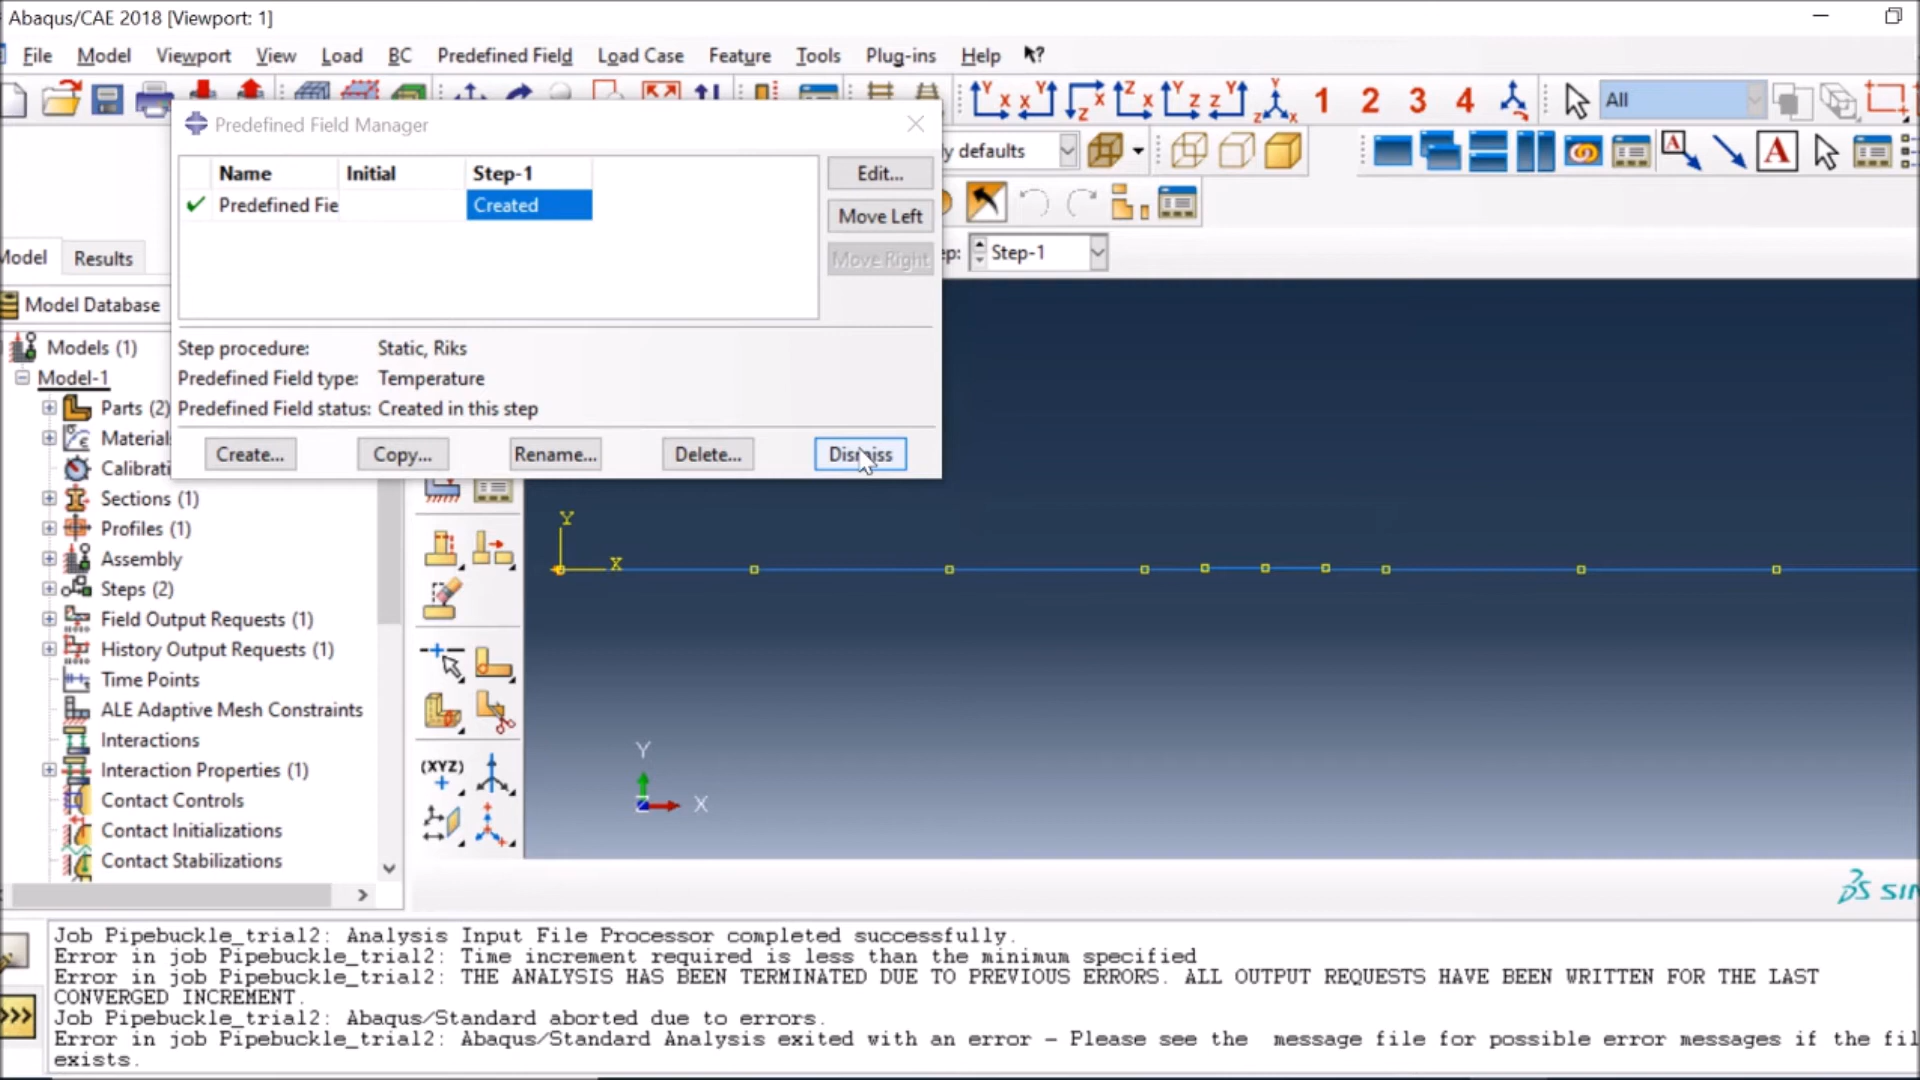 Abaqus/CAE 2018 [Viewport: 1]
File Model Viewport View Load BC Predefined Field Load Case Feature Tools Plug-ins Help
1 2 3 4 All
Predefined Field Manager
y defaults
A A
Name Initial Step-1
Predefined Fie Created
Edit...
Move Left
Move Right
ep: Step-1
Model Results
Model Database
Models (1)
Model-1
Parts (2)
Material
Calibrati
Sections (1)
Profiles (1)
Assembly
Steps (2)
Field Output Requests (1)
History Output Requests (1)
Time Points
ALE Adaptive Mesh Constraints
Interactions
Interaction Properties (1)
Contact Controls
Contact Initializations
Contact Stabilizations
Step procedure: Static, Riks
Predefined Field type: Temperature
Predefined Field status: Created in this step
Create... Copy... Rename... Delete... Dismiss
(XYZ)
Y
X
Y
Z X
SIM
Job Pipebuckle_trial2: Analysis Input File Processor completed successfully.
Error in job Pipebuckle_trial2: Time increment required is less than the minimum specified
Error in job Pipebuckle_trial2: THE ANALYSIS HAS BEEN TERMINATED DUE TO PREVIOUS ERRORS. ALL OUTPUT REQUESTS HAVE BEEN WRITTEN FOR THE LAST
CONVERGED INCREMENT.
Job Pipebuckle_trial2: Abaqus/Standard aborted due to errors.
Error in job Pipebuckle_trial2: Abaqus/Standard Analysis exited with an error - Please see the message file for possible error messages if the fil
exists.